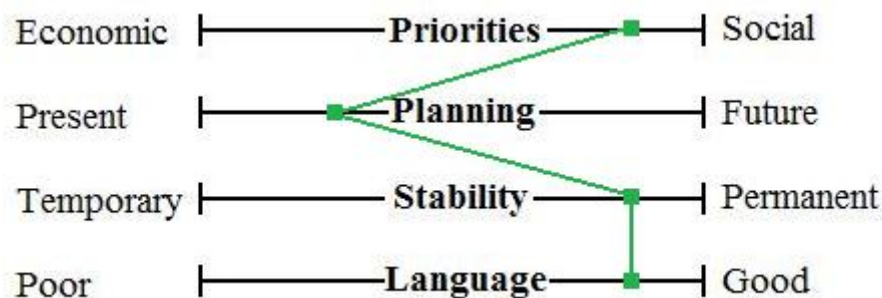 Economic Priorities Social
Present Planning Future
Temporary Stability Permanent
Poor Language Good